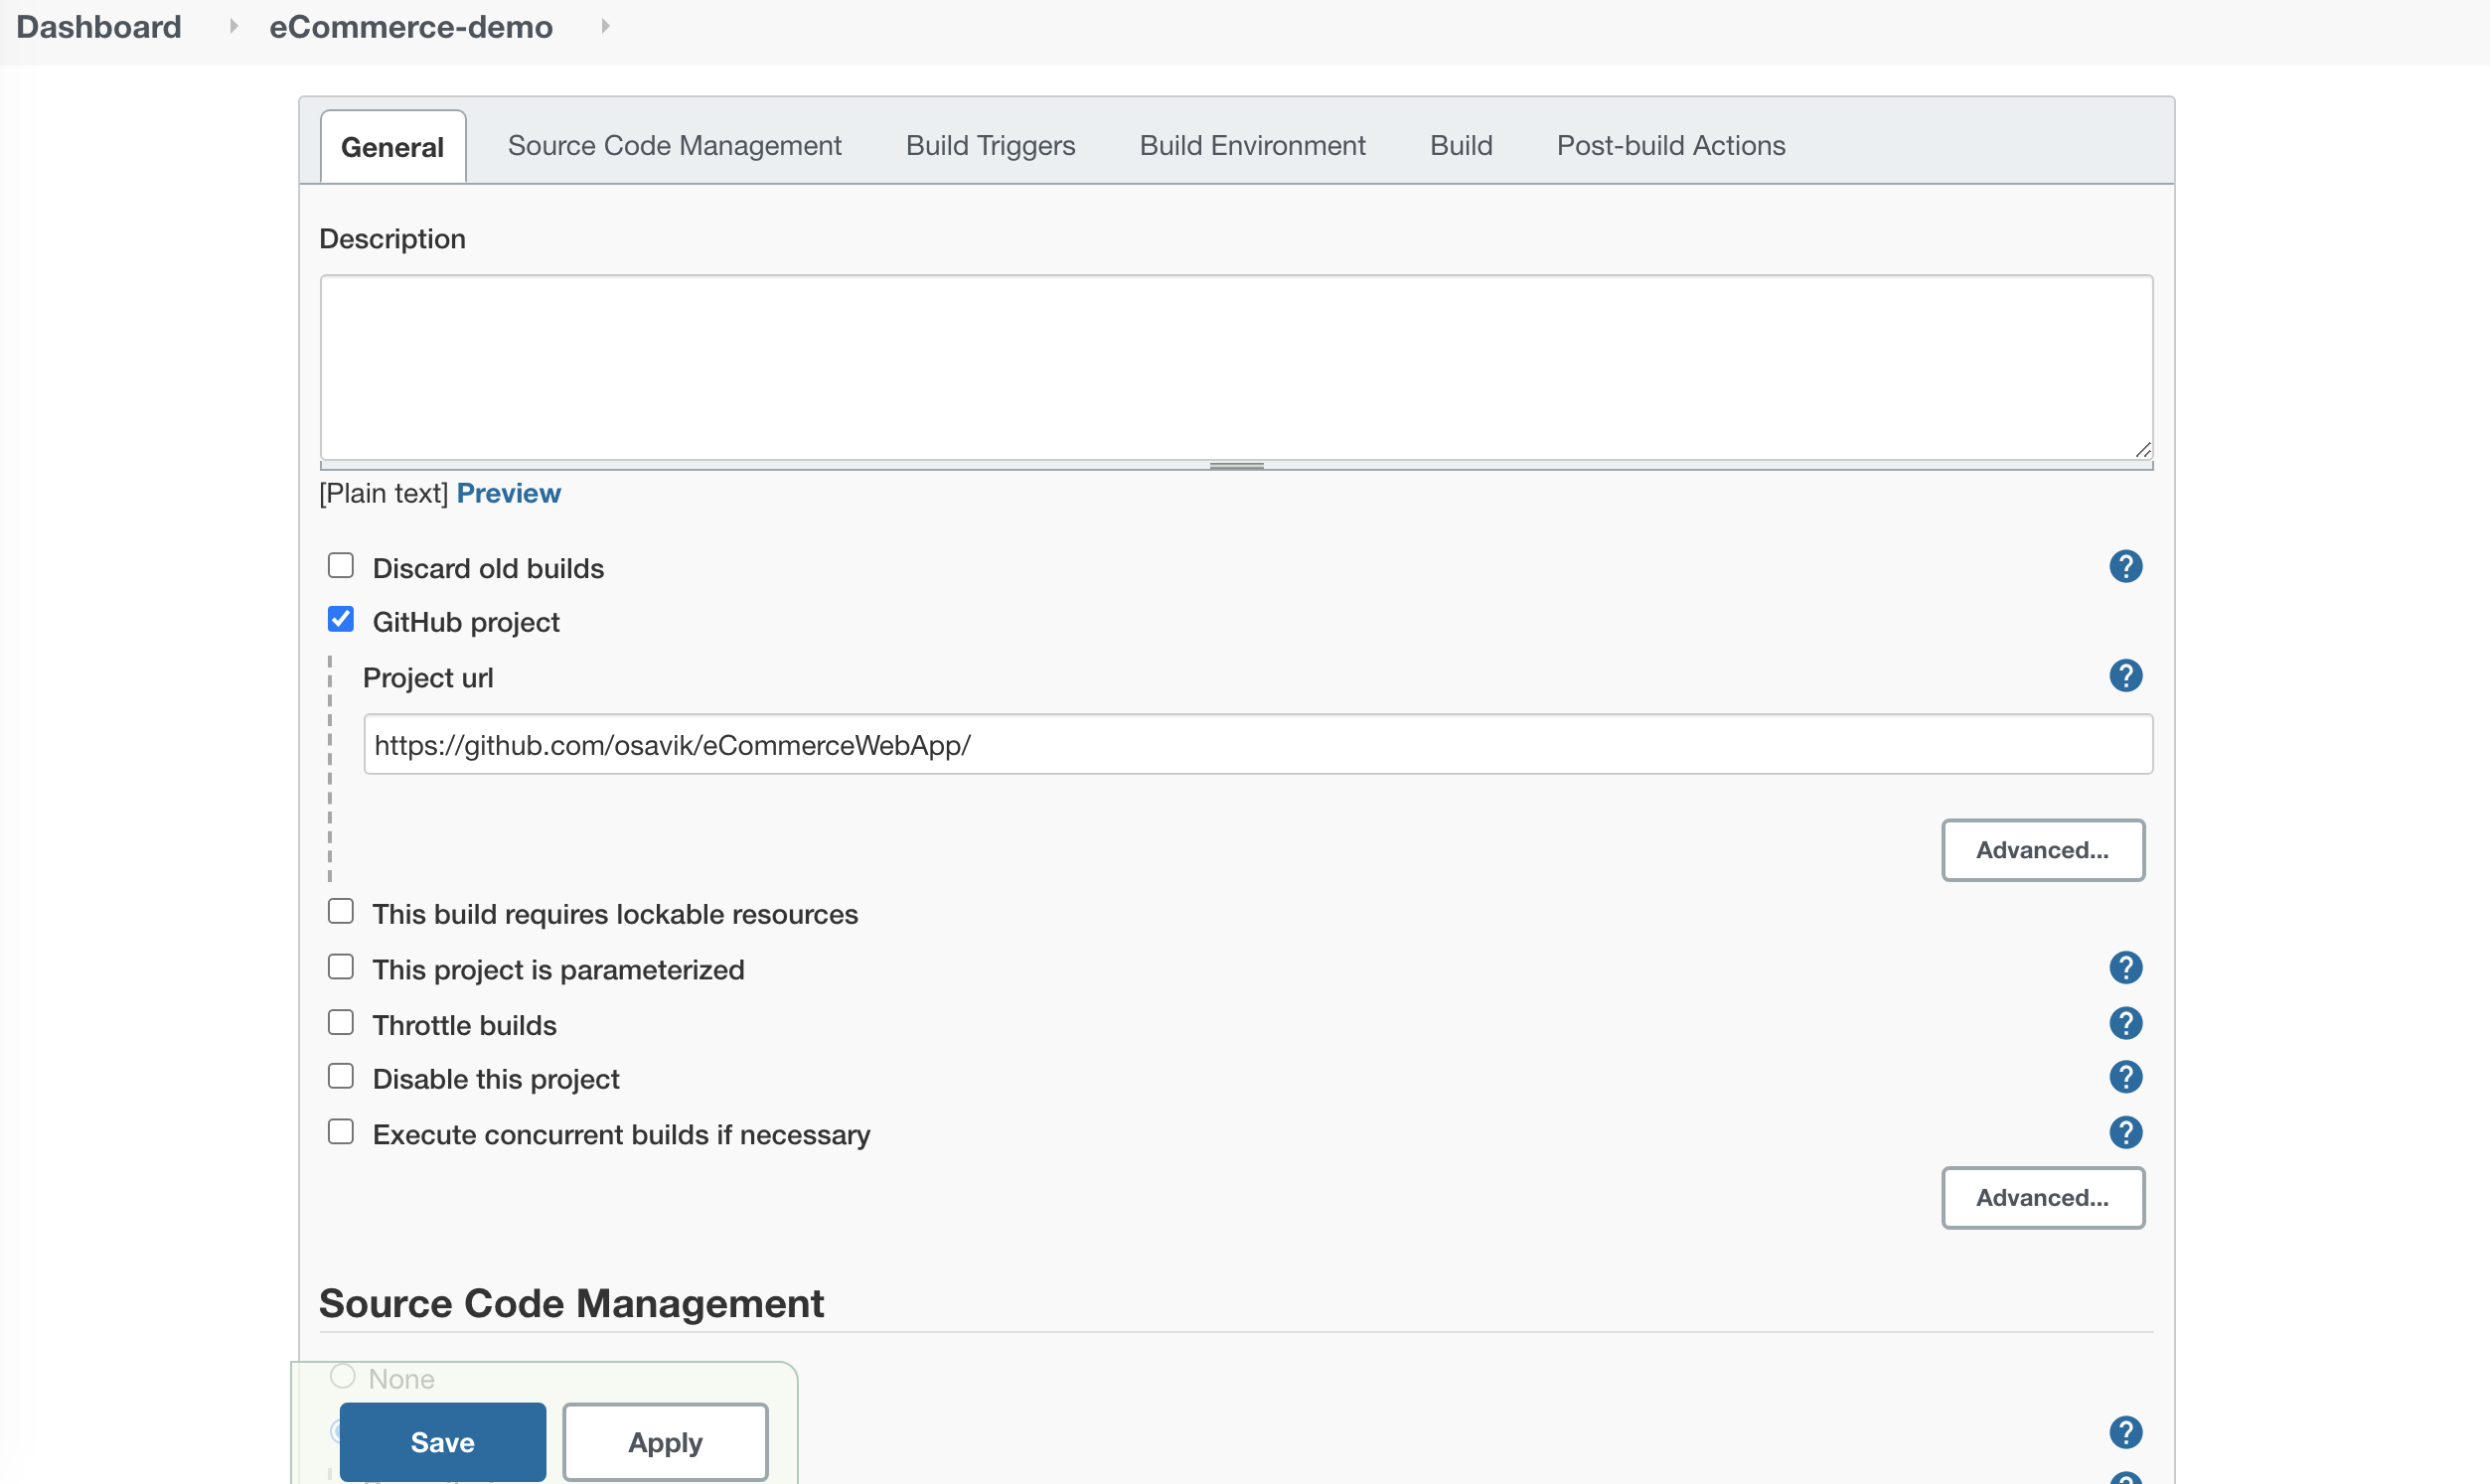 Dashboard eCommerce-demo
General Source Code Management Build Triggers Build Environment Build Post-build Actions
Description
[Plain text] Preview
Discard old builds ?
GitHub project
Project url ?
https://github.com/osavik/eCommerceWebApp/
Advanced...
This build requires lockable resources
This project is parameterized ?
Throttle builds ?
Disable this project ?
Execute concurrent builds if necessary ?
Advanced...
Source Code Management
None
Save Apply ?
?